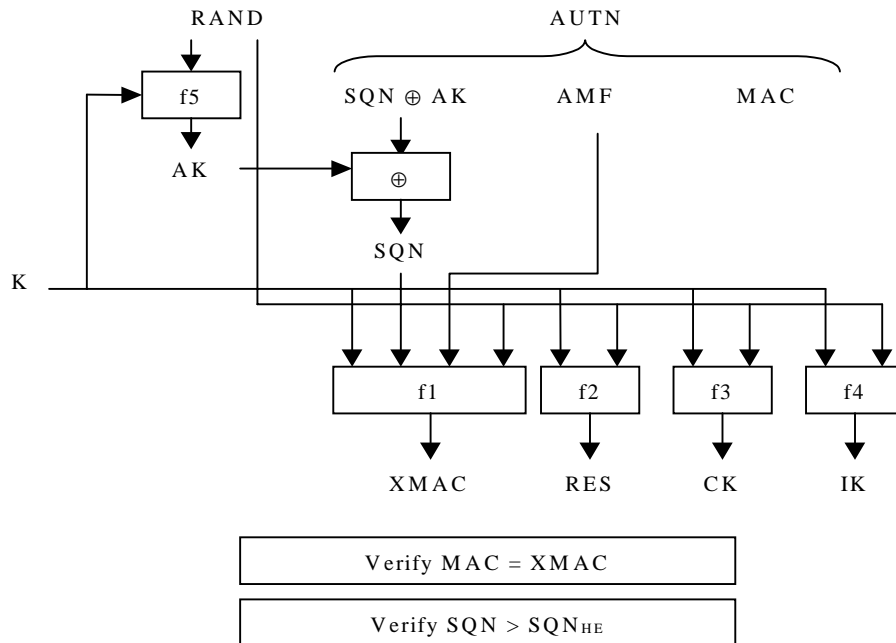 RAND
AUTN
f5
SQN ⊕ AK
AMF
MAC
AK
⊕
SQN
K
f1
f2
f3
f4
XMAC
RES
CK
IK
Verify MAC = XMAC
Verify SQN > SQN_HE